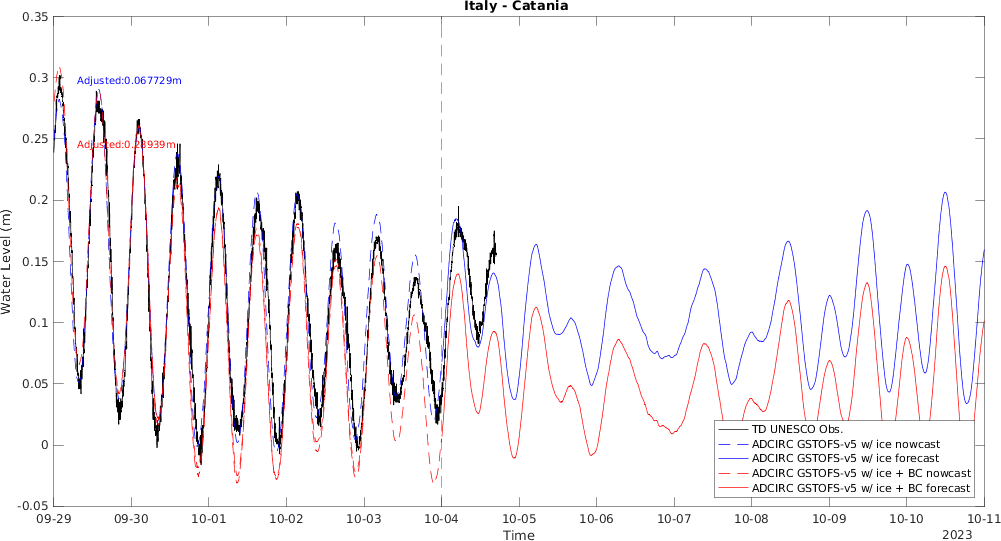 Italy - Catania
0.35
0.3
0.25
0.2
0.15
0.1
0.05
0
-0.05
Water Level (m)
Adjusted:0.067729m
Adjusted:0.23939m
TD UNESCO Obs.
ADCIRC GSTOFS-v5 w/ ice nowcast
ADCIRC GSTOFS-v5 w/ ice forecast
ADCIRC GSTOFS-v5 w/ ice + BC nowcast
ADCIRC GSTOFS-v5 w/ ice + BC forecast
09-29 09-30 10-01 10-02 10-03 10-04 10-05 10-06 10-07 10-08 10-09 10-10 10-11
Time
2023